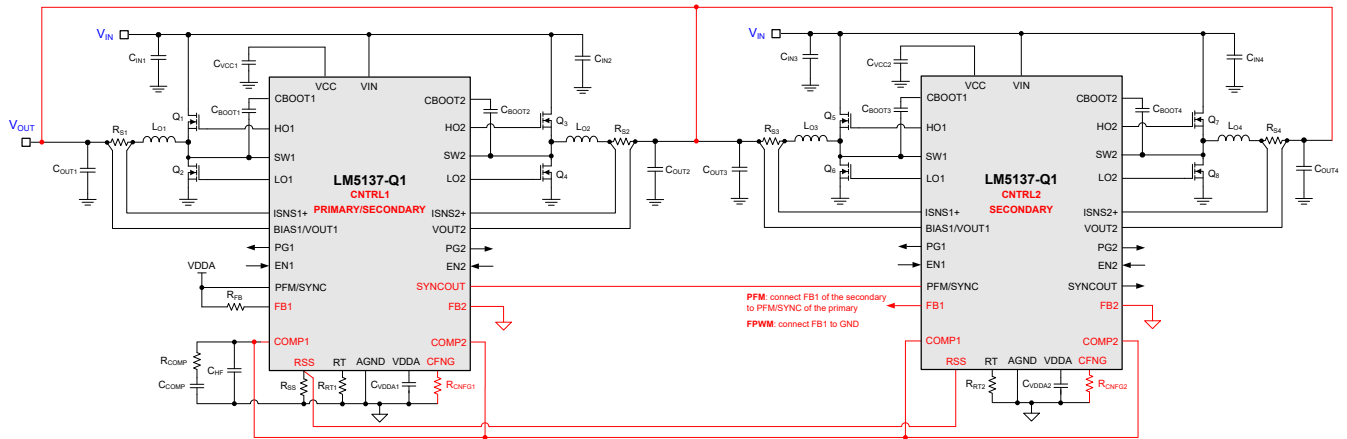 VIN
CIN1
CVCC1
CIN2
VCC
VIN
CBOOT1
CBOOT1
CBOOT2
CBOOT2
Q1
HO1
HO2
Q3
VOUT
RS1
LO1
LO2
RS2
SW1
SW2
COUT1
Q2
LO1
LO2
Q4
COUT2
LM5137-Q1
CNTRL1
PRIMARY/SECONDARY
ISNS1+
ISNS2+
BIAS1/VOUT1
VOUT2
PG1
PG2
VDDA
EN1
EN2
PFM/SYNC
SYNCOUT
RFB
FB1
FB2
COMP1
COMP2
RSS
RT
AGND
VDDA
CFNG
RCOMP
CHF
CCOMP
RSS
RRT1
CVDDA1
RCNFG1
VIN
CIN3
CVCC2
CIN4
VCC
VIN
CBOOT1
CBOOT3
CBOOT2
CBOOT4
Q5
HO1
HO2
Q7
RS3
LO3
LO4
RS4
SW1
SW2
COUT3
Q6
LO1
LO2
Q8
COUT4
LM5137-Q1
CNTRL2
SECONDARY
ISNS1+
ISNS2+
BIAS1/VOUT1
VOUT2
PG1
PG2
EN1
EN2
PFM/SYNC
SYNCOUT
PFM: connect FB1 of the secondary
to PFM/SYNC of the primary
FPWM: connect FB1 to GND
FB1
FB2
COMP1
COMP2
RSS
RT
AGND
VDDA
CFNG
RRT2
CVDDA2
RCNFG2